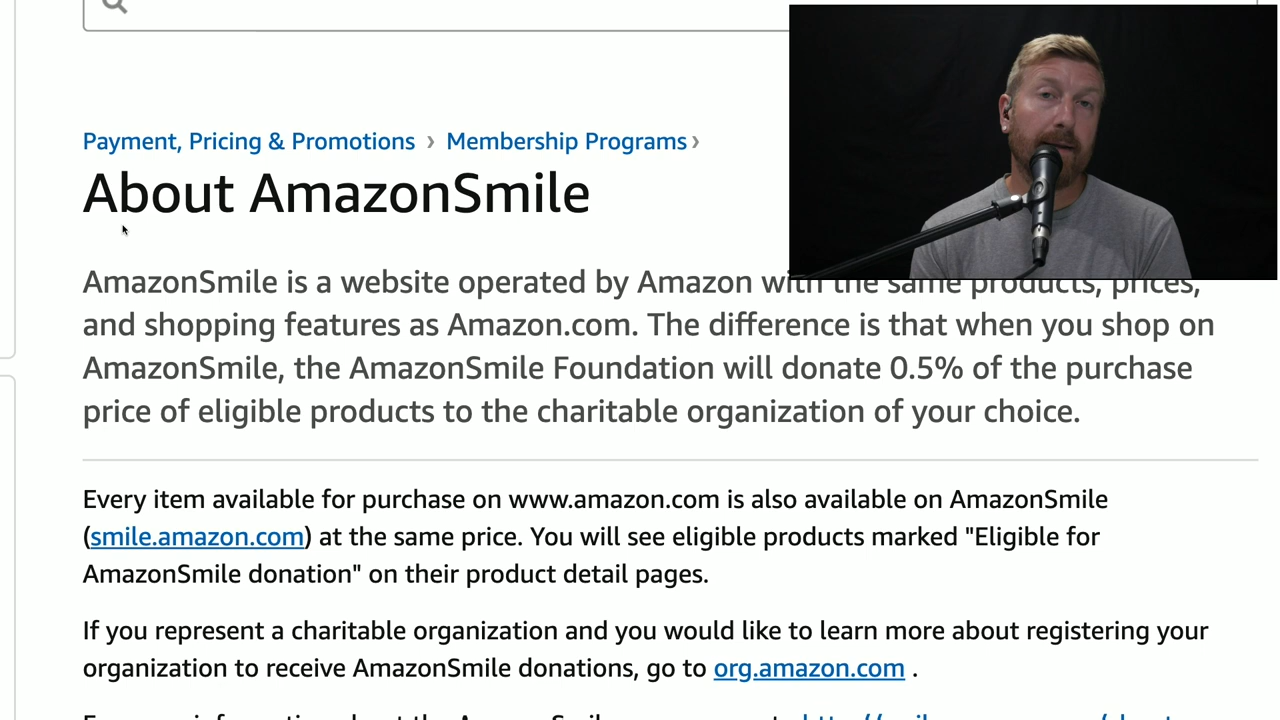 Payment, Pricing & Promotions › Membership Programs ›
About AmazonSmile
AmazonSmile is a website operated by Amazon with the same products, prices,
and shopping features as Amazon.com. The difference is that when you shop on
AmazonSmile, the AmazonSmile Foundation will donate 0.5% of the purchase
price of eligible products to the charitable organization of your choice.
Every item available for purchase on www.amazon.com is also available on AmazonSmile
(smile.amazon.com) at the same price. You will see eligible products marked "Eligible for
AmazonSmile donation" on their product detail pages.
If you represent a charitable organization and you would like to learn more about registering your
organization to receive AmazonSmile donations, go to org.amazon.com .